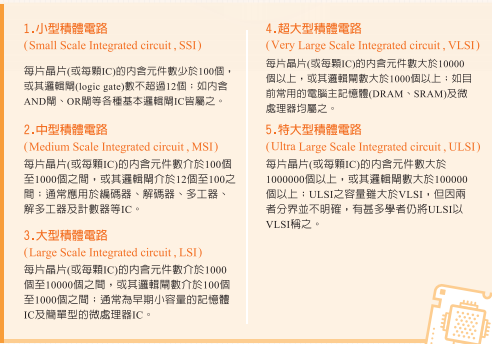 1.小型積體電路
(Small Scale Integrated circuit , SSI)
每片晶片(或每顆IC)的內含元件數少於100個，
或其邏輯閘(logic gate)數不超過12個；如內含
AND閘、OR閘等各種基本邏輯閘IC皆屬之。
2.中型積體電路
(Medium Scale Integrated circuit , MSI)
每片晶片(或每顆IC)的內含元件數介於100個
至1000個之間，或其邏輯閘介於12個至100之
間；通常應用於編碼器、解碼器、多工器、
解多工器及計數器等IC。
3.大型積體電路
(Large Scale Integrated circuit , LSI)
每片晶片(或每顆IC)的內含元件數介於1000
個至10000個之間，或其邏輯閘數介於100個
至1000個之間；通常為早期小容量的記憶體
IC及簡單型的微處理器IC。
4.超大型積體電路
(Very Large Scale Integrated circuit , VLSI)
每片晶片(或每顆IC)的內含元件數大於10000
個以上，或其邏輯閘數大於1000個以上；如目
前常用的電腦主記憶體(DRAM、SRAM)及微
處理器均屬之。
5.特大型積體電路
(Ultra Large Scale Integrated circuit , ULSI)
每片晶片(或每顆IC)的內含元件數大於
1000000個以上，或其邏輯閘數大於100000
個以上；ULSI之容量雖大於VLSI，但因兩
者分界並不明確，有甚多學者仍將ULSI以
VLSI稱之。